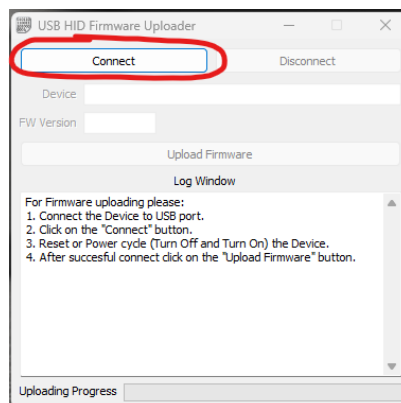 USB HID Firmware Uploader
Connect
Disconnect
Device
FW Version
Upload Firmware
Log Window
For Firmware uploading please:
1. Connect the Device to USB port.
2. Click on the "Connect" button.
3. Reset or Power cycle (Turn Off and Turn On) the Device.
4. After succesful connect click on the "Upload Firmware" button.
Uploading Progress